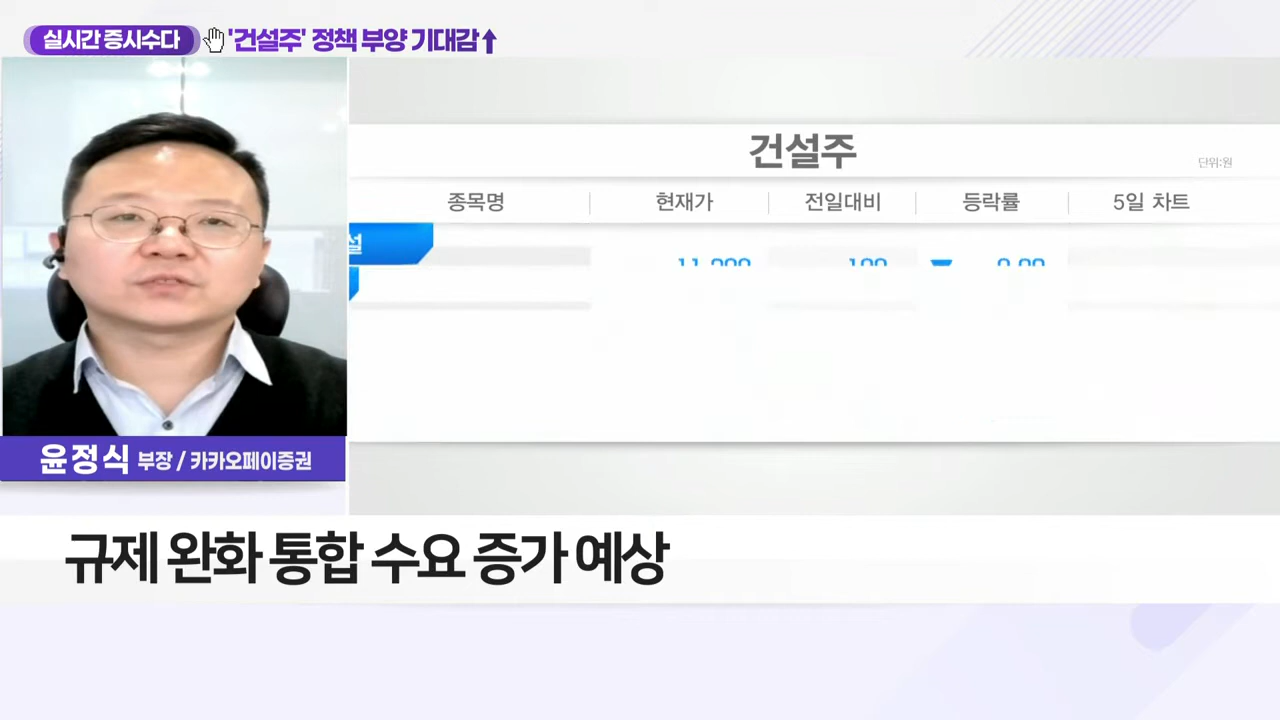 실시간 증시수다
'건설주' 정책 부양 기대감↑
건설주
단위:원
종목명 현재가 전일대비 등락률 5일 차트
설
윤정식 부장 / 카카오페이증권
규제 완화 통합 수요 증가 예상